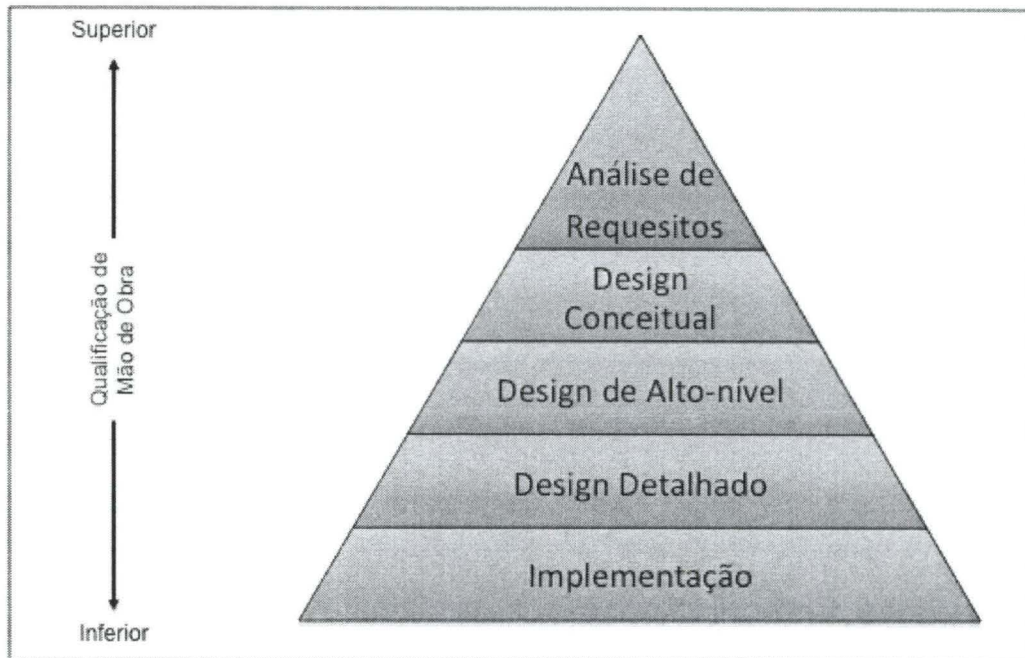 Superior
Qualificação de
Mão de Obra
Inferior
Análise de
Requesitos
Design
Conceitual
Design de Alto-nível
Design Detalhado
Implementação